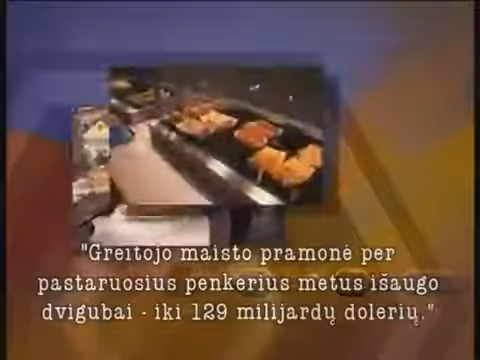 "Greitojo maisto pramonė per
pastaruosius penkerius metus išaugo
dvigubai - iki 129 milijardų dolerių."